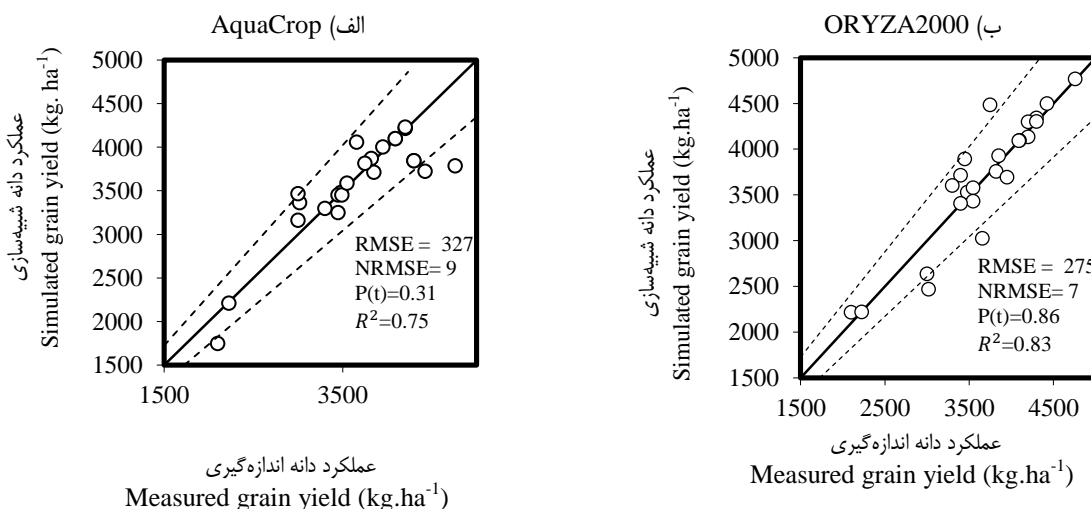 الف) AquaCrop
5000
4500
4000
3500
3000
2500
2000
1500
1500
3500
عملکرد دانه شبیه‌سازی
Simulated grain yield (kg. ha⁻¹)
RMSE = 327
NRMSE= 9
P(t)=0.31
R²=0.75
عملکرد دانه اندازه‌گیری
Measured grain yield (kg.ha⁻¹)
ب) ORYZA2000
5000
4500
4000
3500
3000
2500
2000
1500
1500
2500
3500
4500
عملکرد دانه شبیه‌سازی
Simulated grain yield (kg.ha⁻¹)
RMSE = 275
NRMSE= 7
P(t)=0.86
R²=0.83
عملکرد دانه اندازه‌گیری
Measured grain yield (kg.ha⁻¹)